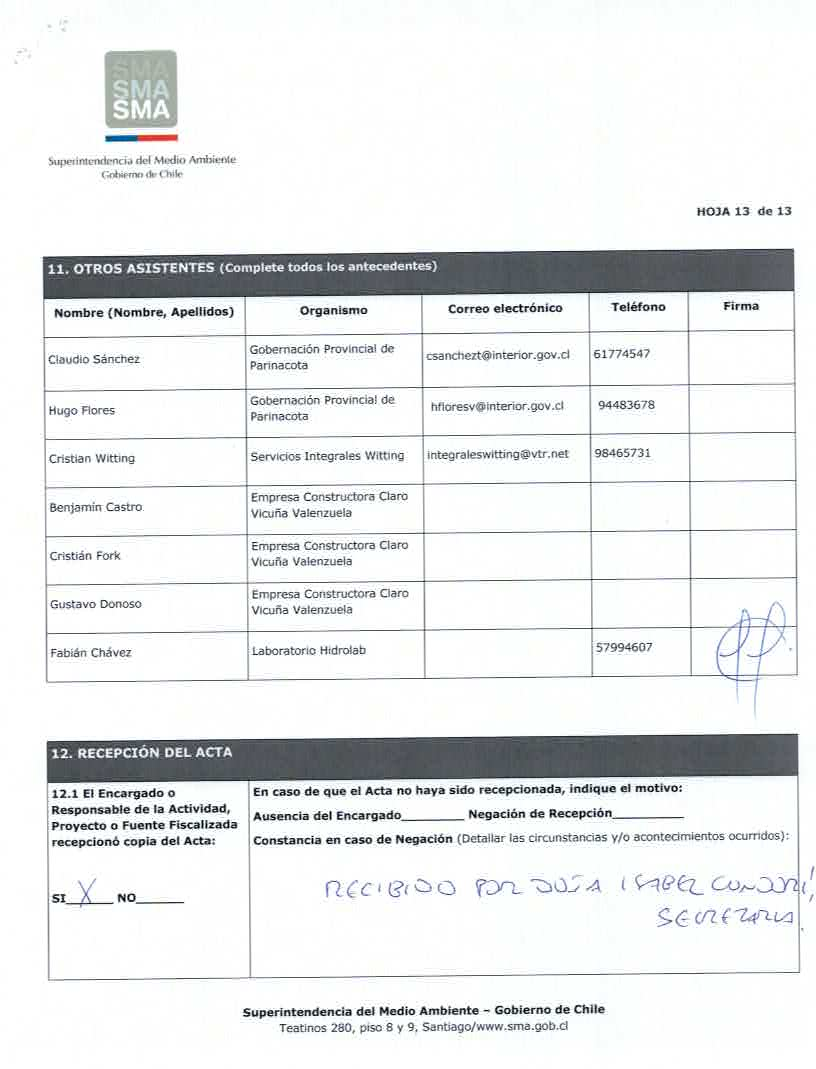 SMA
SMA
SMA
Superintendencia del Medio Ambiente
Gobierno de Chile
HOJA 13 de 13
11. OTROS ASISTENTES (Complete todos los antecedentes)
Nombre (Nombre, Apellidos) Organismo Correo electrónico Teléfono Firma
Claudio Sánchez Gobernación Provincial de Parinacota csanchezt@interior.gov.cl 61774547
Hugo Flores Gobernación Provincial de Parinacota hfloresv@interior.gov.cl 94483678
Cristian Witting Servicios Integrales Witting integraleswitting@vtr.net 98465731
Benjamín Castro Empresa Constructora Claro Vicuña Valenzuela
Cristián Fork Empresa Constructora Claro Vicuña Valenzuela
Gustavo Donoso Empresa Constructora Claro Vicuña Valenzuela
Fabián Chávez Laboratorio Hidrolab 57994607
12. RECEPCIÓN DEL ACTA
12.1 El Encargado o
Responsable de la Actividad,
Proyecto o Fuente Fiscalizada
recepcionó copia del Acta:
SI X NO
En caso de que el Acta no haya sido recepcionada, indique el motivo:
Ausencia del Encargado Negación de Recepción
Constancia en caso de Negación (Detallar las circunstancias y/o acontecimientos ocurridos):
RECIBIDO POR DOÑA ISABEL CONDORI,
SECRETARIA.
Superintendencia del Medio Ambiente – Gobierno de Chile
Teatinos 280, piso 8 y 9, Santiago/www.sma.gob.cl